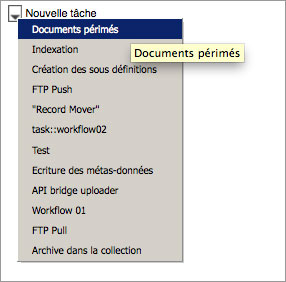 Nouvelle tâche
Documents périmés
Indexation
Documents périmés
Création des sous définitions
FTP Push
"Record Mover"
task::workflow02
Test
Ecriture des métas-données
API bridge uploader
Workflow 01
FTP Pull
Archive dans la collection